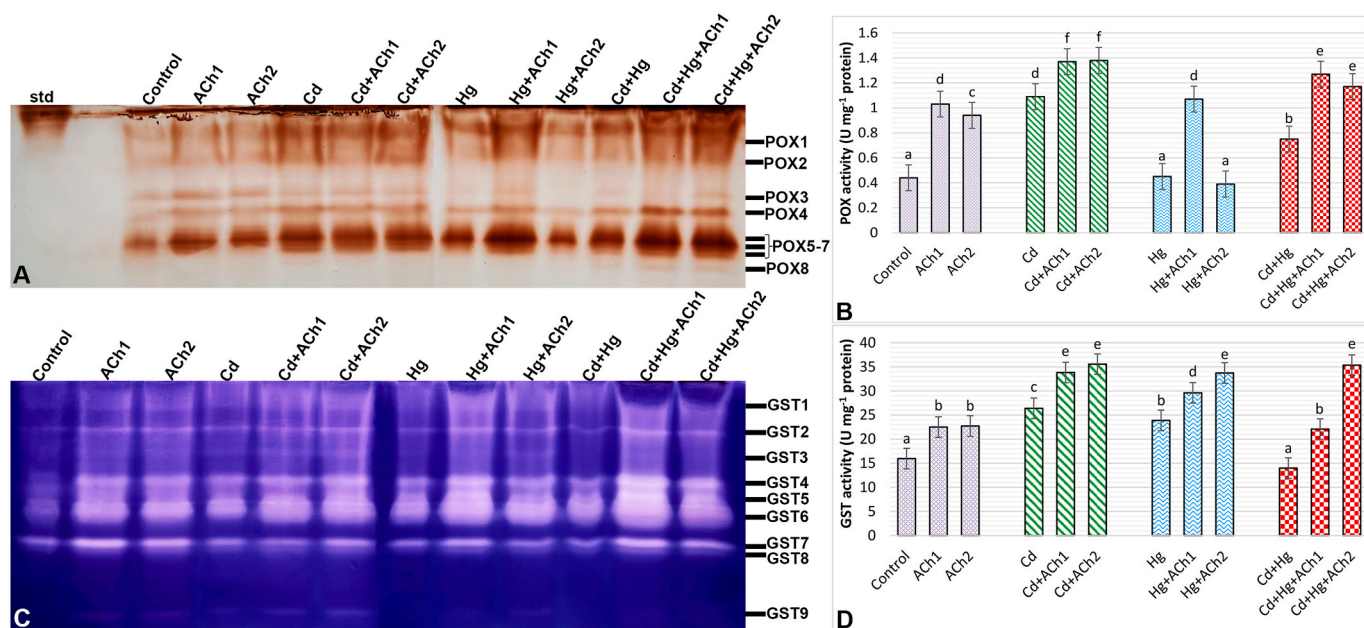 std
Control
ACh1
ACh2
Cd
Cd+ACh1
Cd+ACh2
Hg
Hg+ACh1
Hg+ACh2
Cd+Hg
Cd+Hg+ACh1
Cd+Hg+ACh2
POX1
POX2
POX3
POX4
POX5-7
POX8
A
POX activity (U mg-1 protein)
1.6
1.4
1.2
1
0.8
0.6
0.4
0.2
0
a
d
c
d
f
f
a
d
a
b
e
e
Control
ACh1
ACh2
Cd
Cd+ACh1
Cd+ACh2
Hg
Hg+ACh1
Hg+ACh2
Cd+Hg
Cd+Hg+ACh1
Cd+Hg+ACh2
B
Control
ACh1
ACh2
Cd
Cd+ACh1
Cd+ACh2
Hg
Hg+ACh1
Hg+ACh2
Cd+Hg
Cd+Hg+ACh1
Cd+Hg+ACh2
GST1
GST2
GST3
GST4
GST5
GST6
GST7
GST8
GST9
C
GST activity (U mg-1 protein)
40
35
30
25
20
15
10
5
0
a
b
b
c
e
e
b
d
e
a
b
e
Control
ACh1
ACh2
Cd
Cd+ACh1
Cd+ACh2
Hg
Hg+ACh1
Hg+ACh2
Cd+Hg
Cd+Hg+ACh1
Cd+Hg+ACh2
D